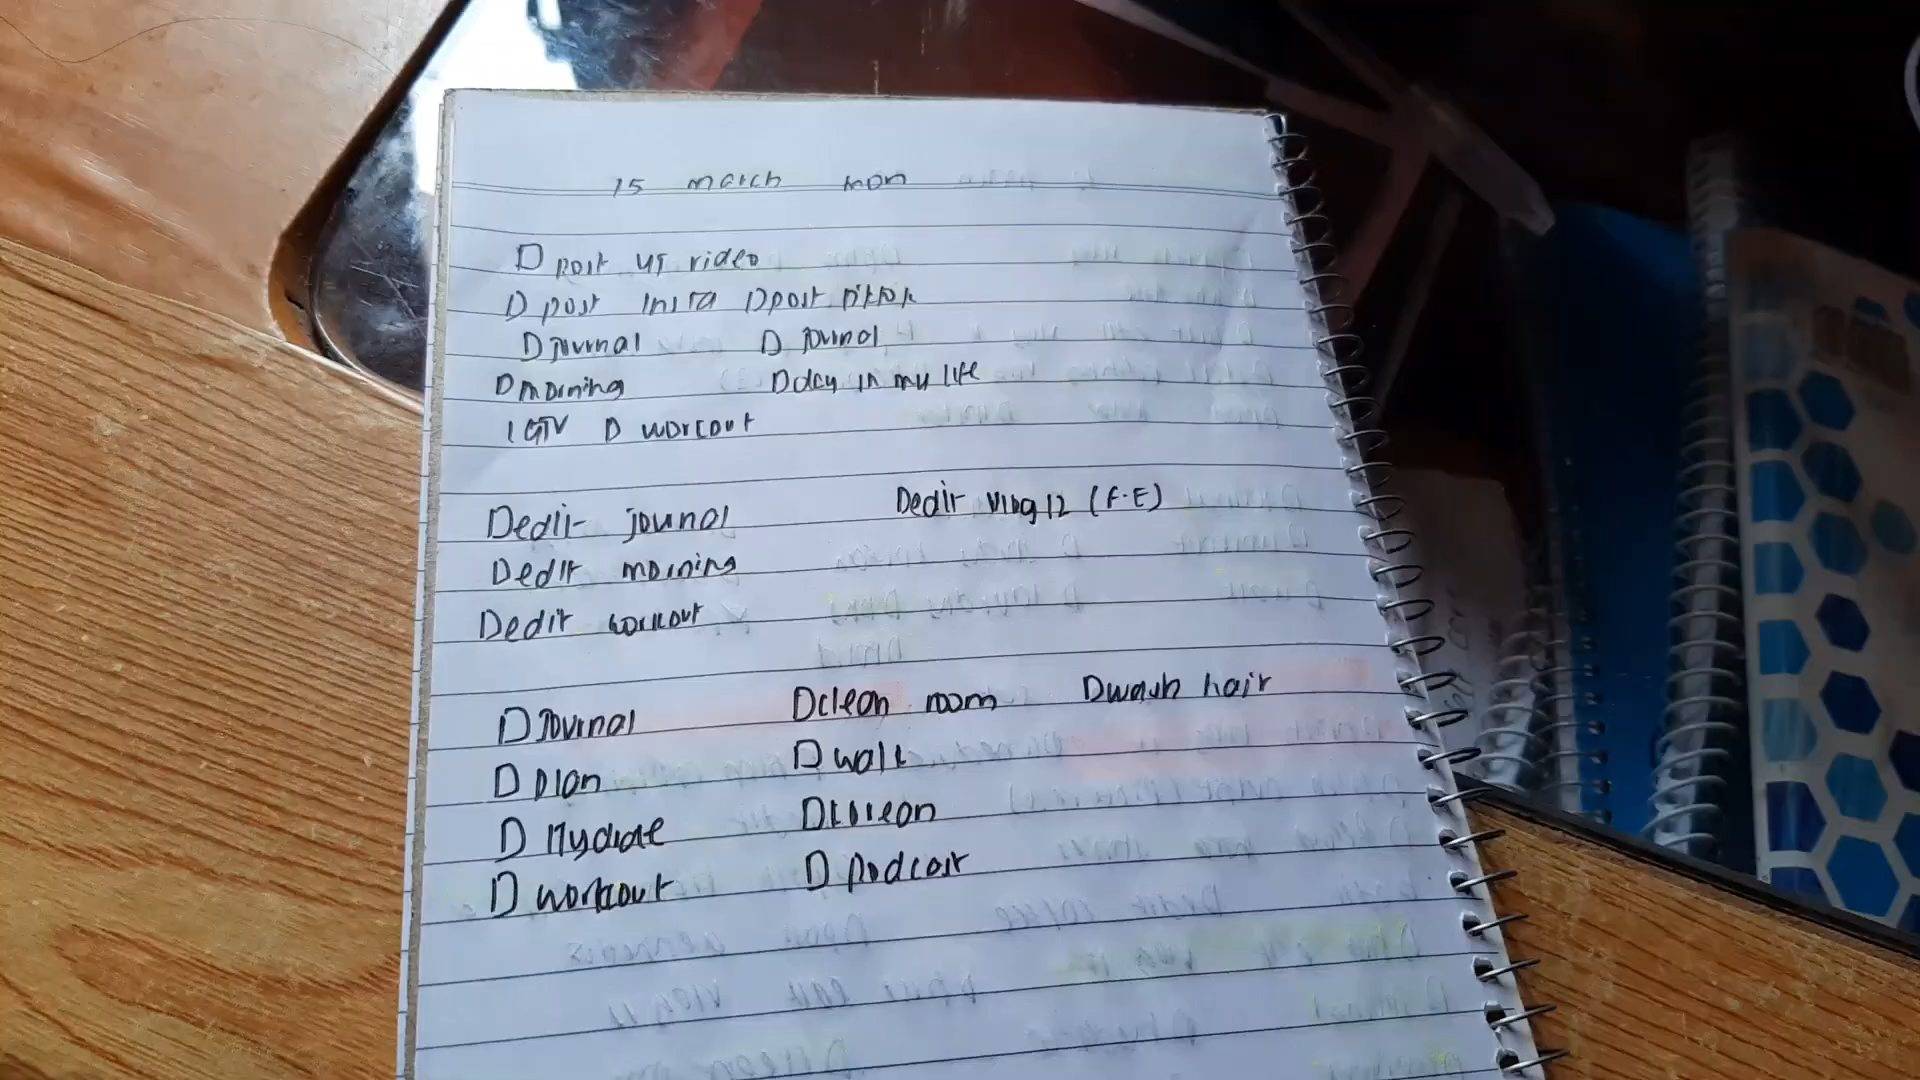 15 march mon
post YT video
post insta post tiktok
journal journal
morning day in my life
IGTV workout
edit journal edit vlog 12 (F-E)
edit morning
edit workout
Journal clean room wash hair
plan walk
Hydrate
workout podcast